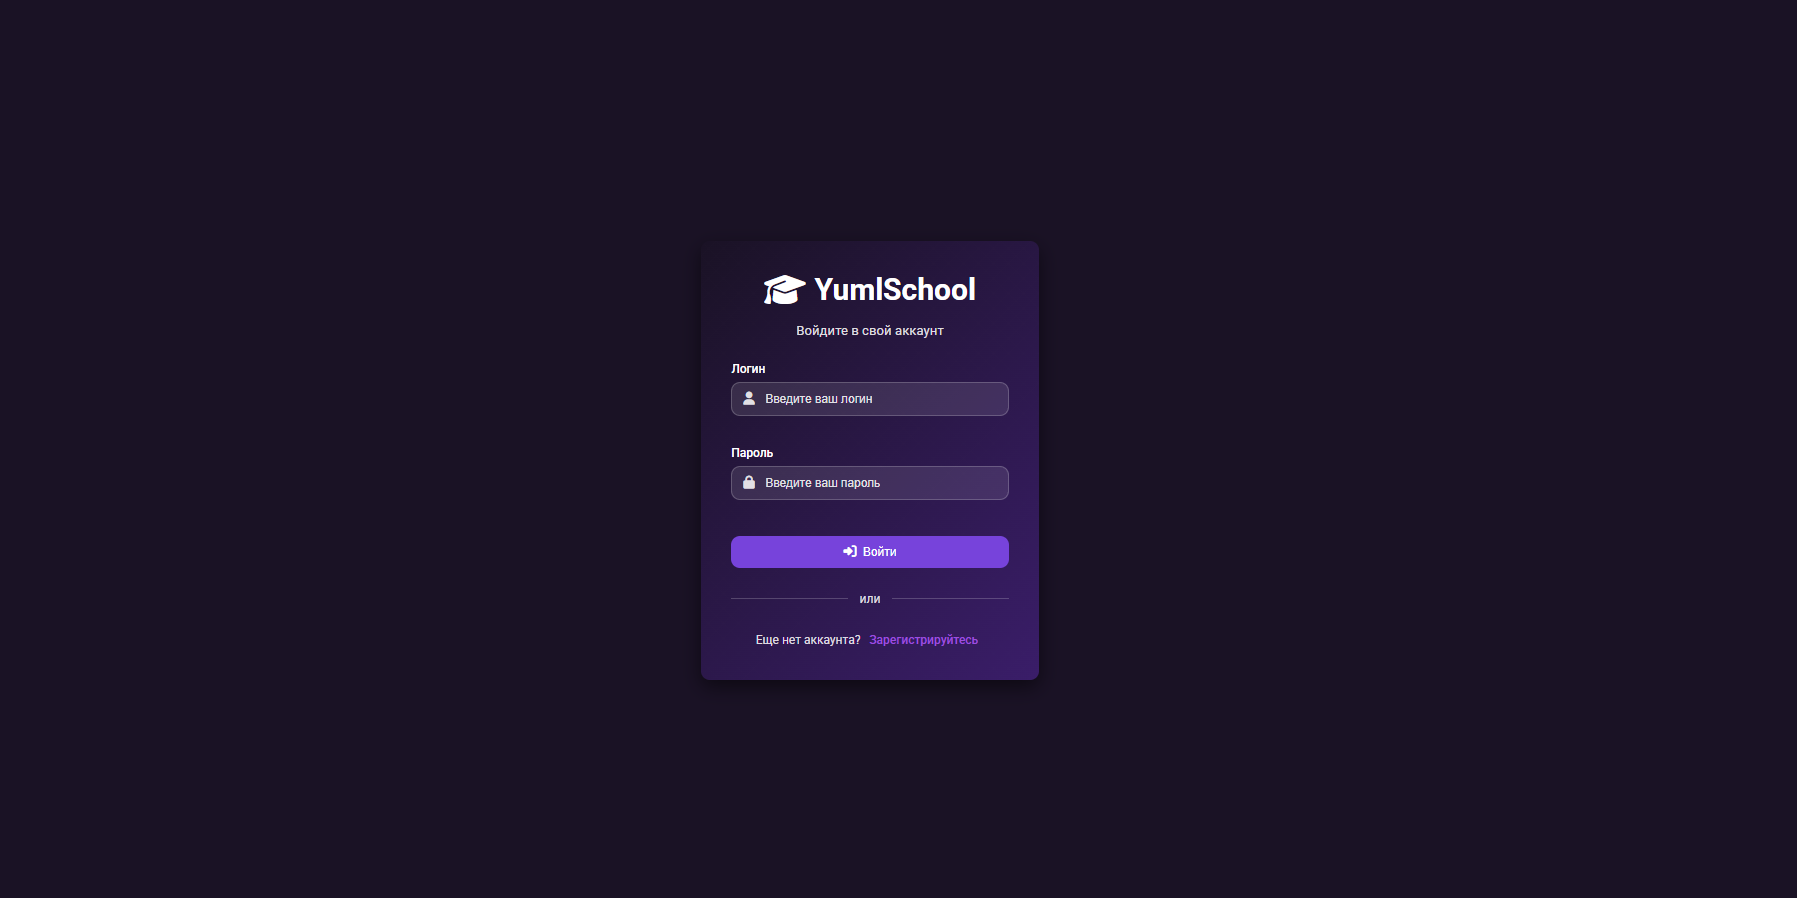 YumlSchool
Войдите в свой аккаунт
Логин
Введите ваш логин
Пароль
Введите ваш пароль
Войти
или
Еще нет аккаунта? Зарегистрируйтесь